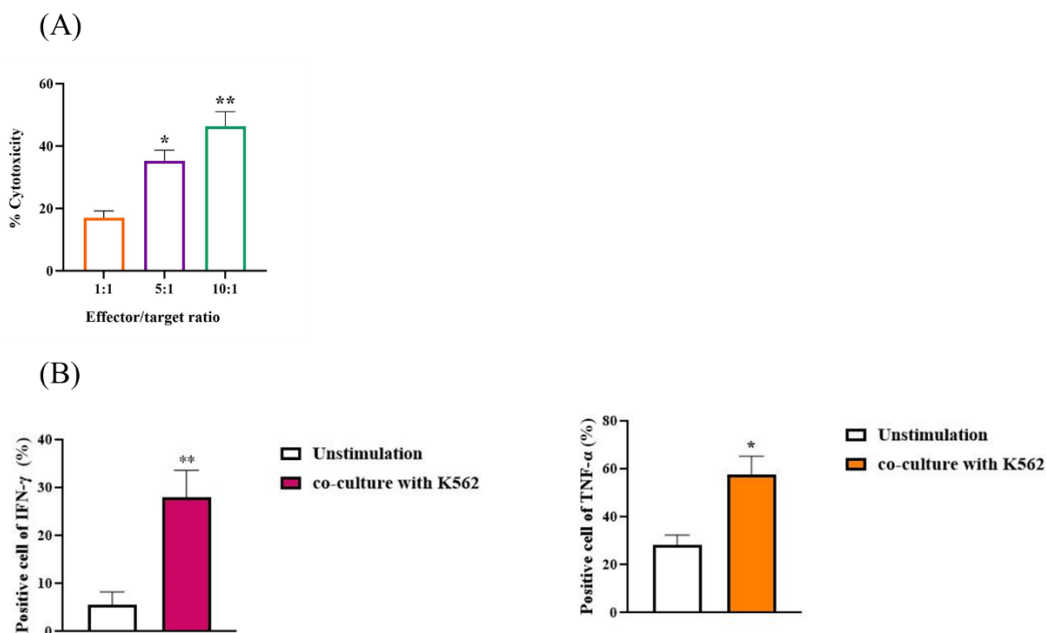 (A)
60
40
20
0
% Cytotoxicity
*
**
1:1
5:1
10:1
Effector/target ratio
(B)
40
30
20
10
0
Positive cell of IFN-γ (%)
**
Unstimulation
co-culture with K562
80
60
40
20
0
Positive cell of TNF-α (%)
*
Unstimulation
co-culture with K562